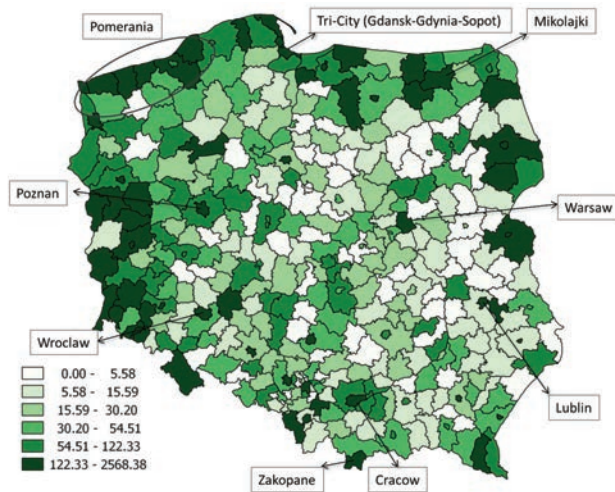 Pomerania
Tri-City (Gdansk-Gdynia-Sopot)
Mikolajki
Poznan
Warsaw
Wroclaw
0.00 - 5.58
5.58 - 15.59
15.59 - 30.20
30.20 - 54.51
54.51 - 122.33
122.33 - 2568.38
Lublin
Zakopane
Cracow